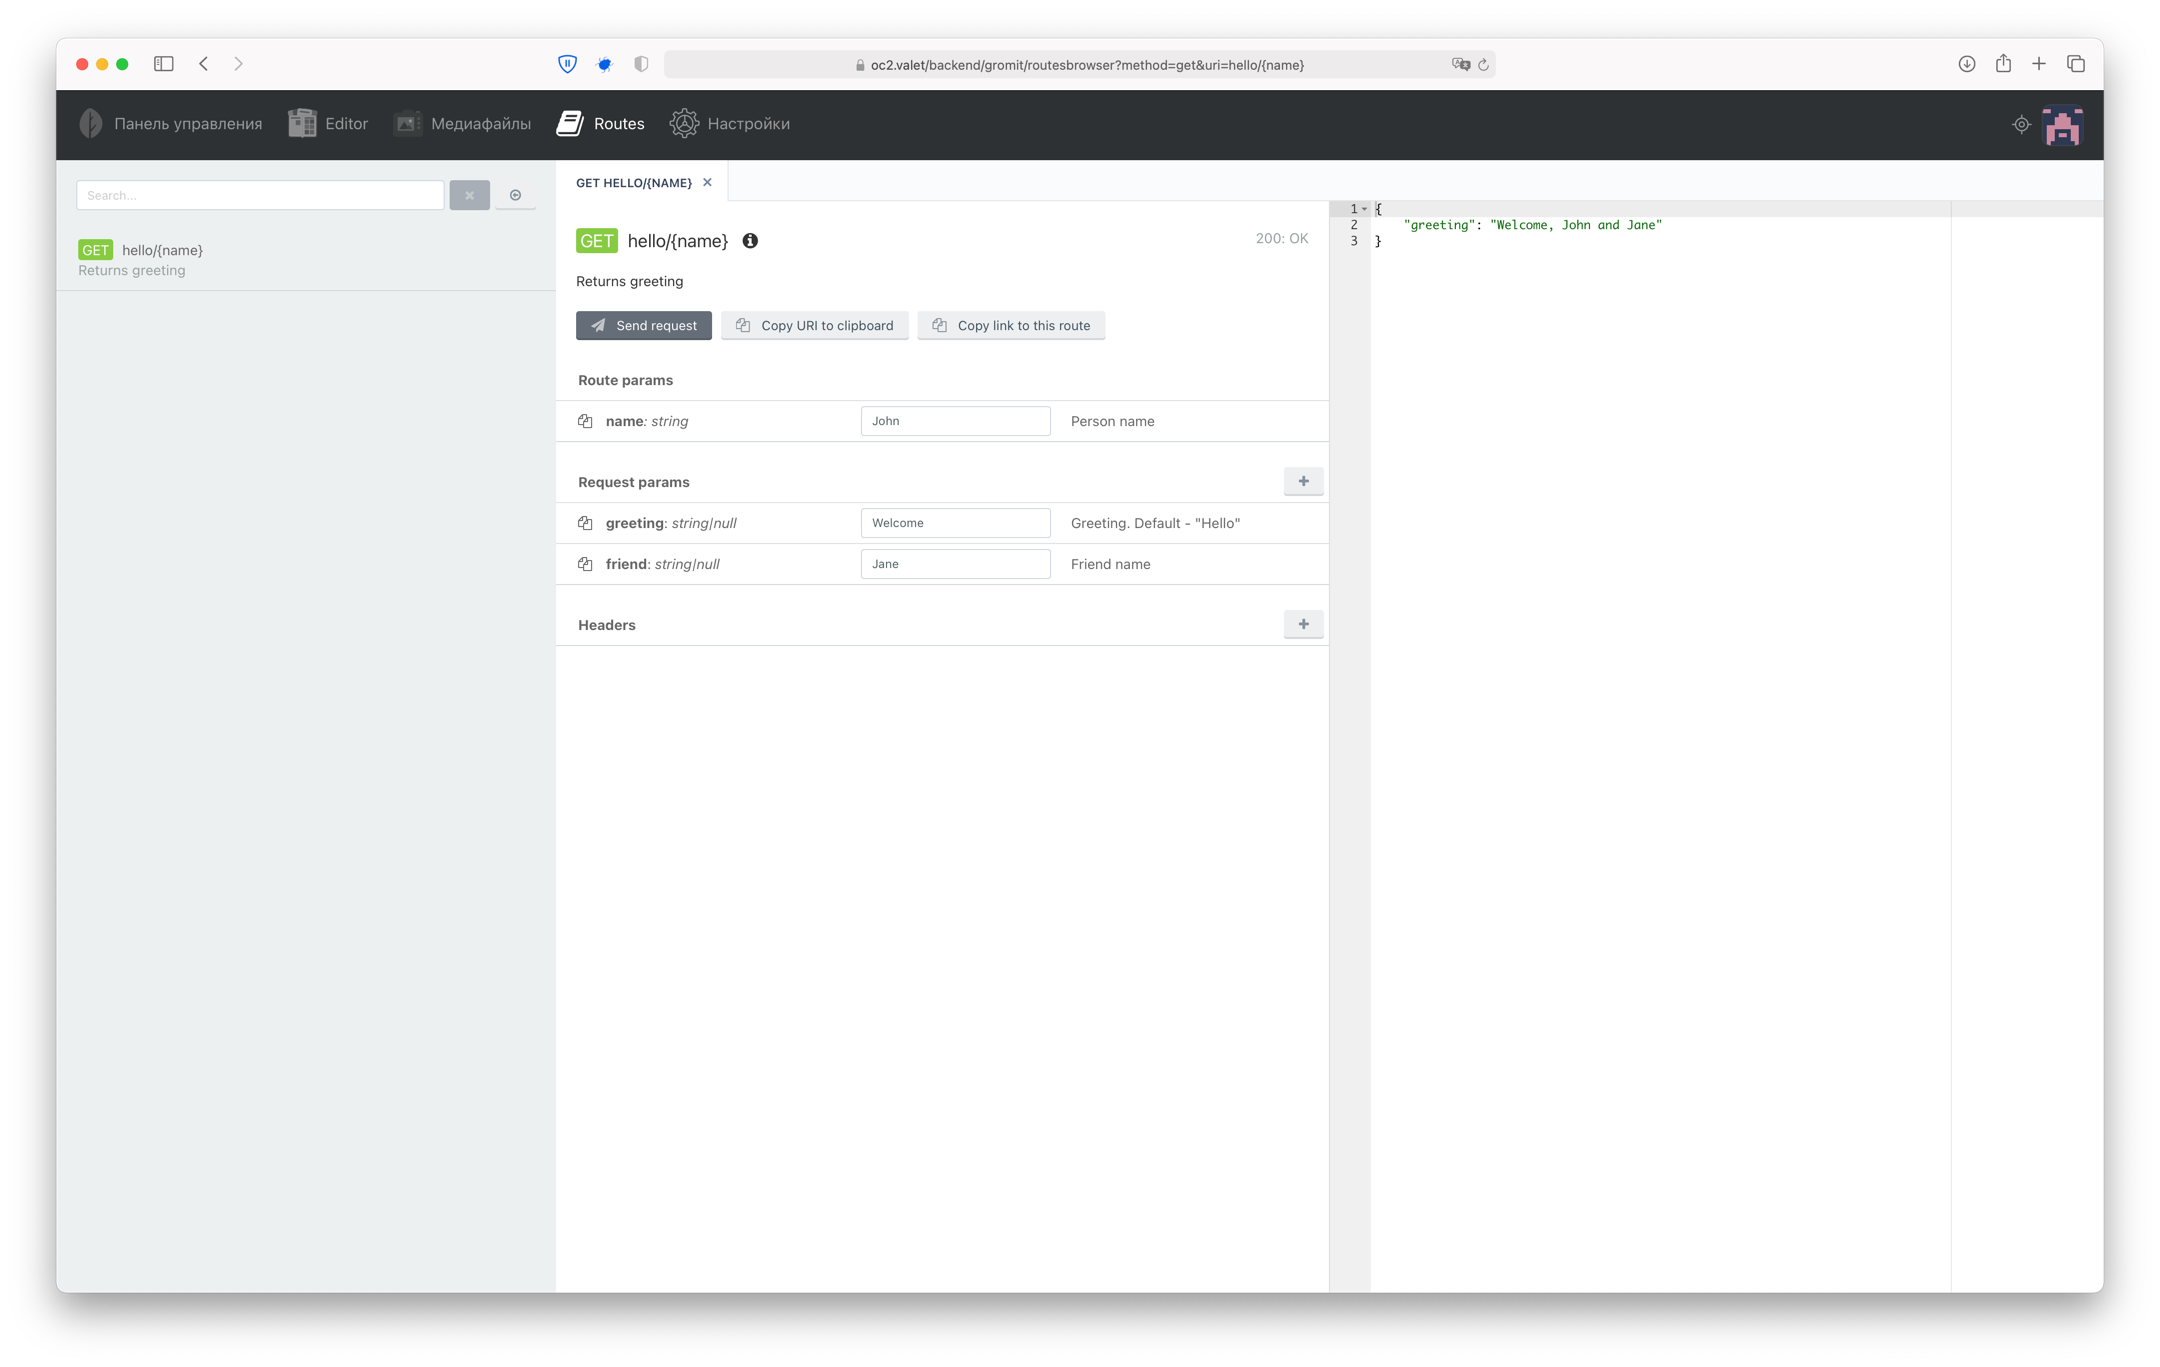 oc2.valet/backend/gromit/routesbrowser?method=get&uri=hello/{name}
Панель управления Editor Медиафайлы Routes Настройки
Search...
GET hello/{name}
Returns greeting
GET HELLO/{NAME}
GET hello/{name} 200: OK
Returns greeting
Send request Copy URI to clipboard Copy link to this route
Route params
name: string John Person name
Request params
greeting: string|null Welcome Greeting. Default - "Hello"
friend: string|null Jane Friend name
Headers
1 {
2 "greeting": "Welcome, John and Jane"
3 }